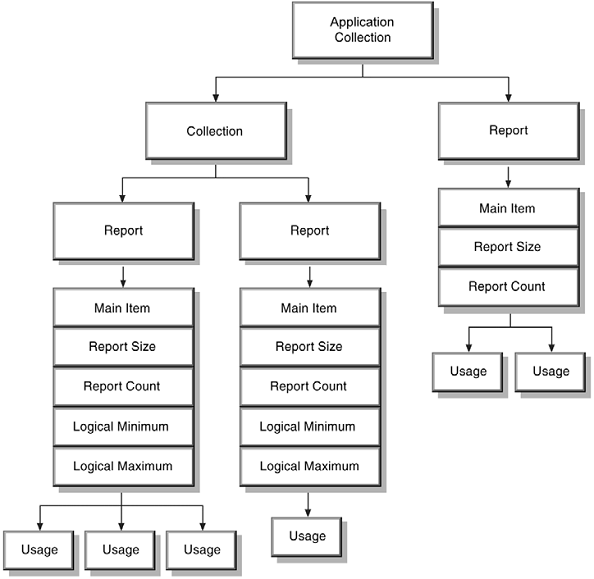 Application
Collection
Collection
Report
Report
Report
Main Item
Report Size
Report Count
Main Item
Report Size
Report Count
Logical Minimum
Logical Maximum
Main Item
Report Size
Report Count
Logical Minimum
Logical Maximum
Usage
Usage
Usage
Usage
Usage
Usage